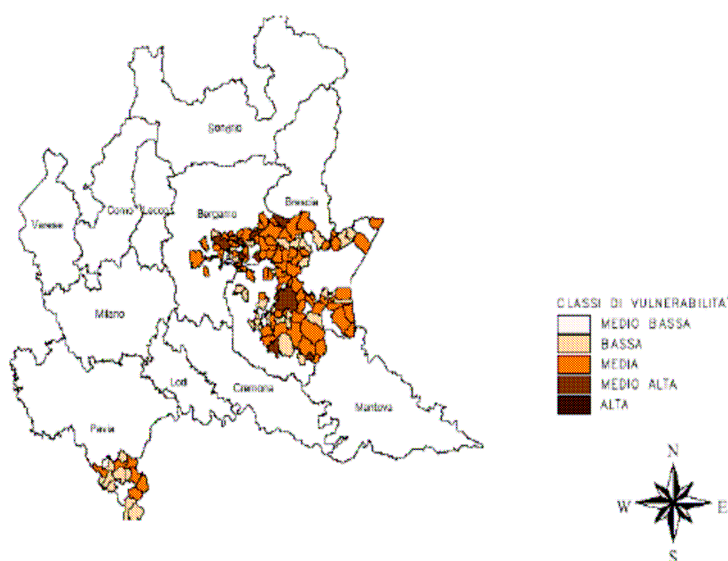 Sondrio
Brescia
Varese
Como
Lecco
Bergamo
Milano
Lodi
Cremona
Mantova
Pavia
CLASSI DI VULNERABILITA'
MEDIO BASSA
BASSA
MEDIA
MEDIO ALTA
ALTA
N
W
E
S